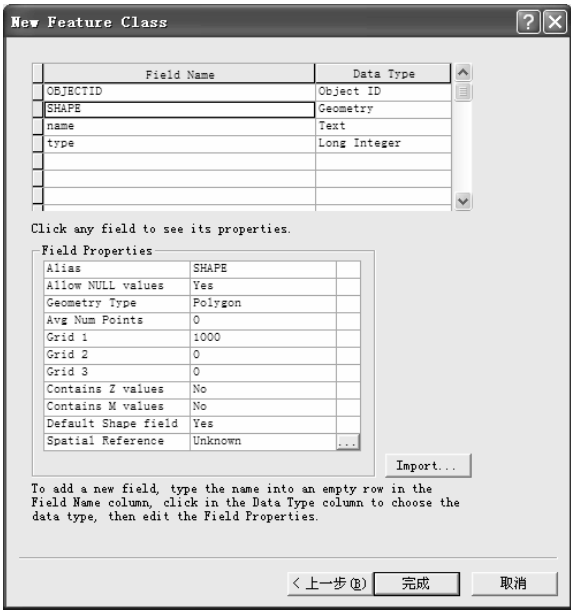 New Feature Class
Field Name Data Type
OBJECTID Object ID
SHAPE Geometry
name Text
type Long Integer
Click any field to see its properties.
Field Properties
Alias SHAPE
Allow NULL values Yes
Geometry Type Polygon
Avg Num Points 0
Grid 1 1000
Grid 2 0
Grid 3 0
Contains Z values No
Contains M values No
Default Shape field Yes
Spatial Reference Unknown ...
Import...
To add a new field, type the name into an empty row in the
Field Name column, click in the Data Type column to choose the
data type, then edit the Field Properties.
< 上一步(B) 完成 取消